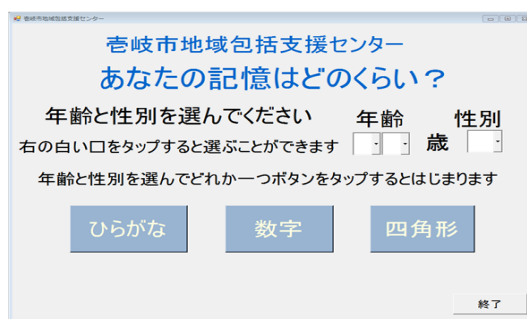 壱岐市地域包括支援センター
壱岐市地域包括支援センター
あなたの記憶はどのくらい？
年齢と性別を選んでください 年齢 性別
右の白い口をタップすると選ぶことができます 歳
年齢と性別を選んでどれか一つボタンをタップするとはじまります
ひらがな 数字 四角形
終了